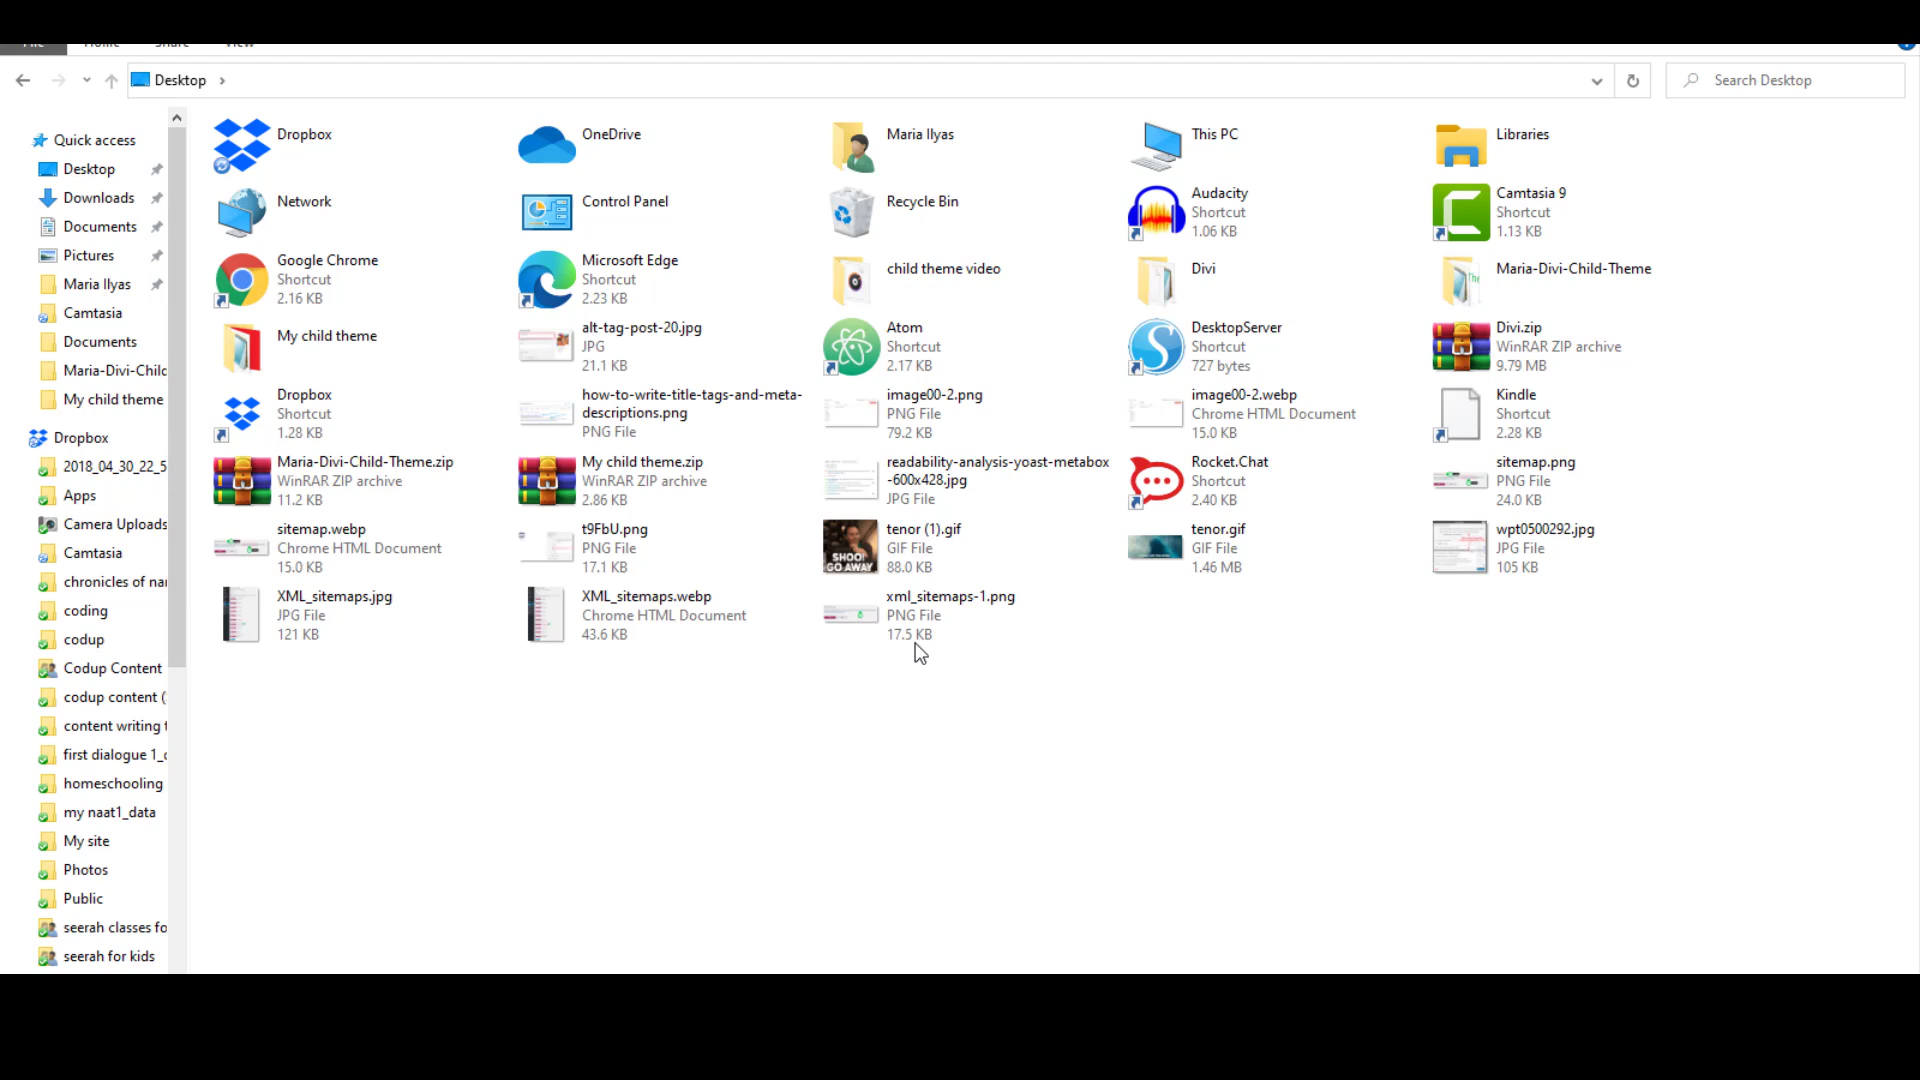 File Home Share View
Desktop
Search Desktop
Quick access
Desktop
Downloads
Documents
Pictures
Maria Ilyas
Camtasia
Documents
Maria-Divi-Child
My child theme
Dropbox
2018_04_30_22_5
Apps
Camera Uploads
Camtasia
chronicles of nar
coding
codup
Codup Content
codup content (
content writing t
first dialogue 1_c
homeschooling
my naat1_data
My site
Photos
Public
seerah classes fo
seerah for kids
Dropbox
OneDrive
Maria Ilyas
This PC
Libraries
Network
Control Panel
Recycle Bin
Audacity
Shortcut
1.06 KB
Camtasia 9
Shortcut
1.13 KB
Google Chrome
Shortcut
2.16 KB
Microsoft Edge
Shortcut
2.23 KB
child theme video
Divi
Maria-Divi-Child-Theme
My child theme
alt-tag-post-20.jpg
JPG
21.1 KB
Atom
Shortcut
2.17 KB
DesktopServer
Shortcut
727 bytes
Divi.zip
WinRAR ZIP archive
9.79 MB
Dropbox
Shortcut
1.28 KB
how-to-write-title-tags-and-meta-
descriptions.png
PNG File
image00-2.png
PNG File
79.2 KB
image00-2.webp
Chrome HTML Document
15.0 KB
Kindle
Shortcut
2.28 KB
Maria-Divi-Child-Theme.zip
WinRAR ZIP archive
11.2 KB
My child theme.zip
WinRAR ZIP archive
2.86 KB
readability-analysis-yoast-metabox
-600x428.jpg
JPG File
Rocket.Chat
Shortcut
2.40 KB
sitemap.png
PNG File
24.0 KB
sitemap.webp
Chrome HTML Document
15.0 KB
t9FbU.png
PNG File
17.1 KB
SHOO!
GO AWAY
tenor (1).gif
GIF File
88.0 KB
tenor.gif
GIF File
1.46 MB
wpt0500292.jpg
JPG File
105 KB
XML_sitemaps.jpg
JPG File
121 KB
XML_sitemaps.webp
Chrome HTML Document
43.6 KB
xml_sitemaps-1.png
PNG File
17.5 KB